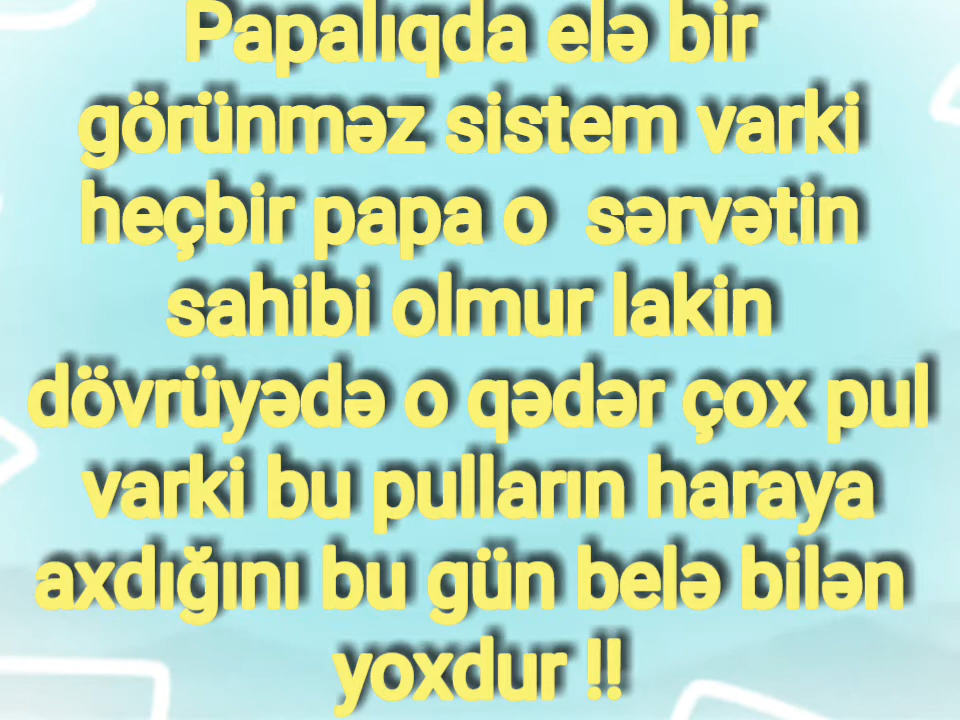 Papalıqda elə bir
görünməz sistem varki
heçbir papa o sərvətin
sahibi olmur lakin
dövrüyədə o qədər çox pul
varki bu pulların haraya
axdığını bu gün belə bilən
yoxdur !!